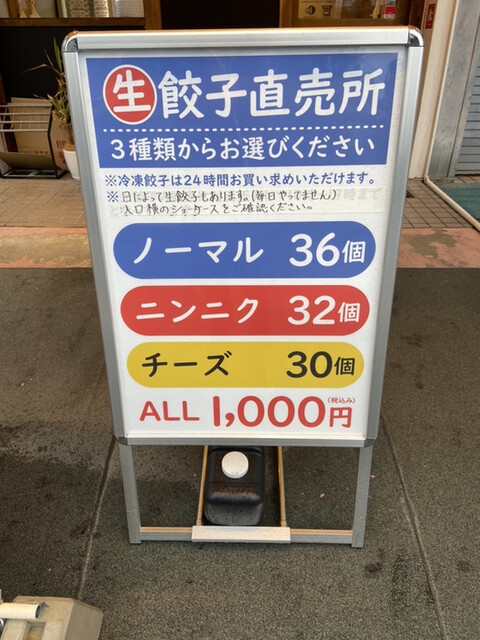 生餃子直売所
3種類からお選びください
※冷凍餃子は24時間お買い求めいただけます。
※日によって生餃子もあります。(毎日やってません)
入口横のショーケースをご確認ください。
ノーマル 36個
ニンニク 32個
チーズ 30個
ALL 1,000円(税込み)